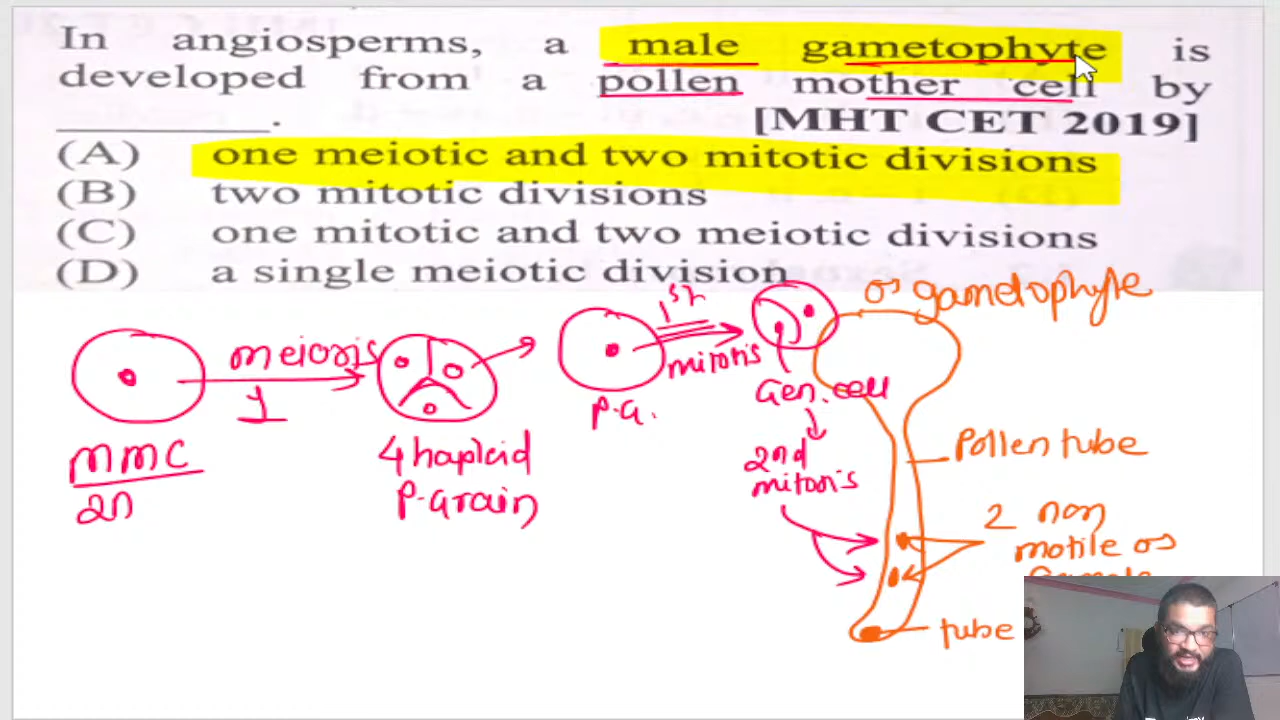 In angiosperms, a male gametophyte is
developed from a pollen mother cell by
____________. [MHT CET 2019]
(A) one meiotic and two mitotic divisions
(B) two mitotic divisions
(C) one mitotic and two meiotic divisions
(D) a single meiotic division
gametophyte
meiosis
1
MMC
2n
4 haploid
P-Grain
P.G.
1st
mitosis
Gen. cell
2nd
mitosis
Pollen tube
2 non
motile
tube